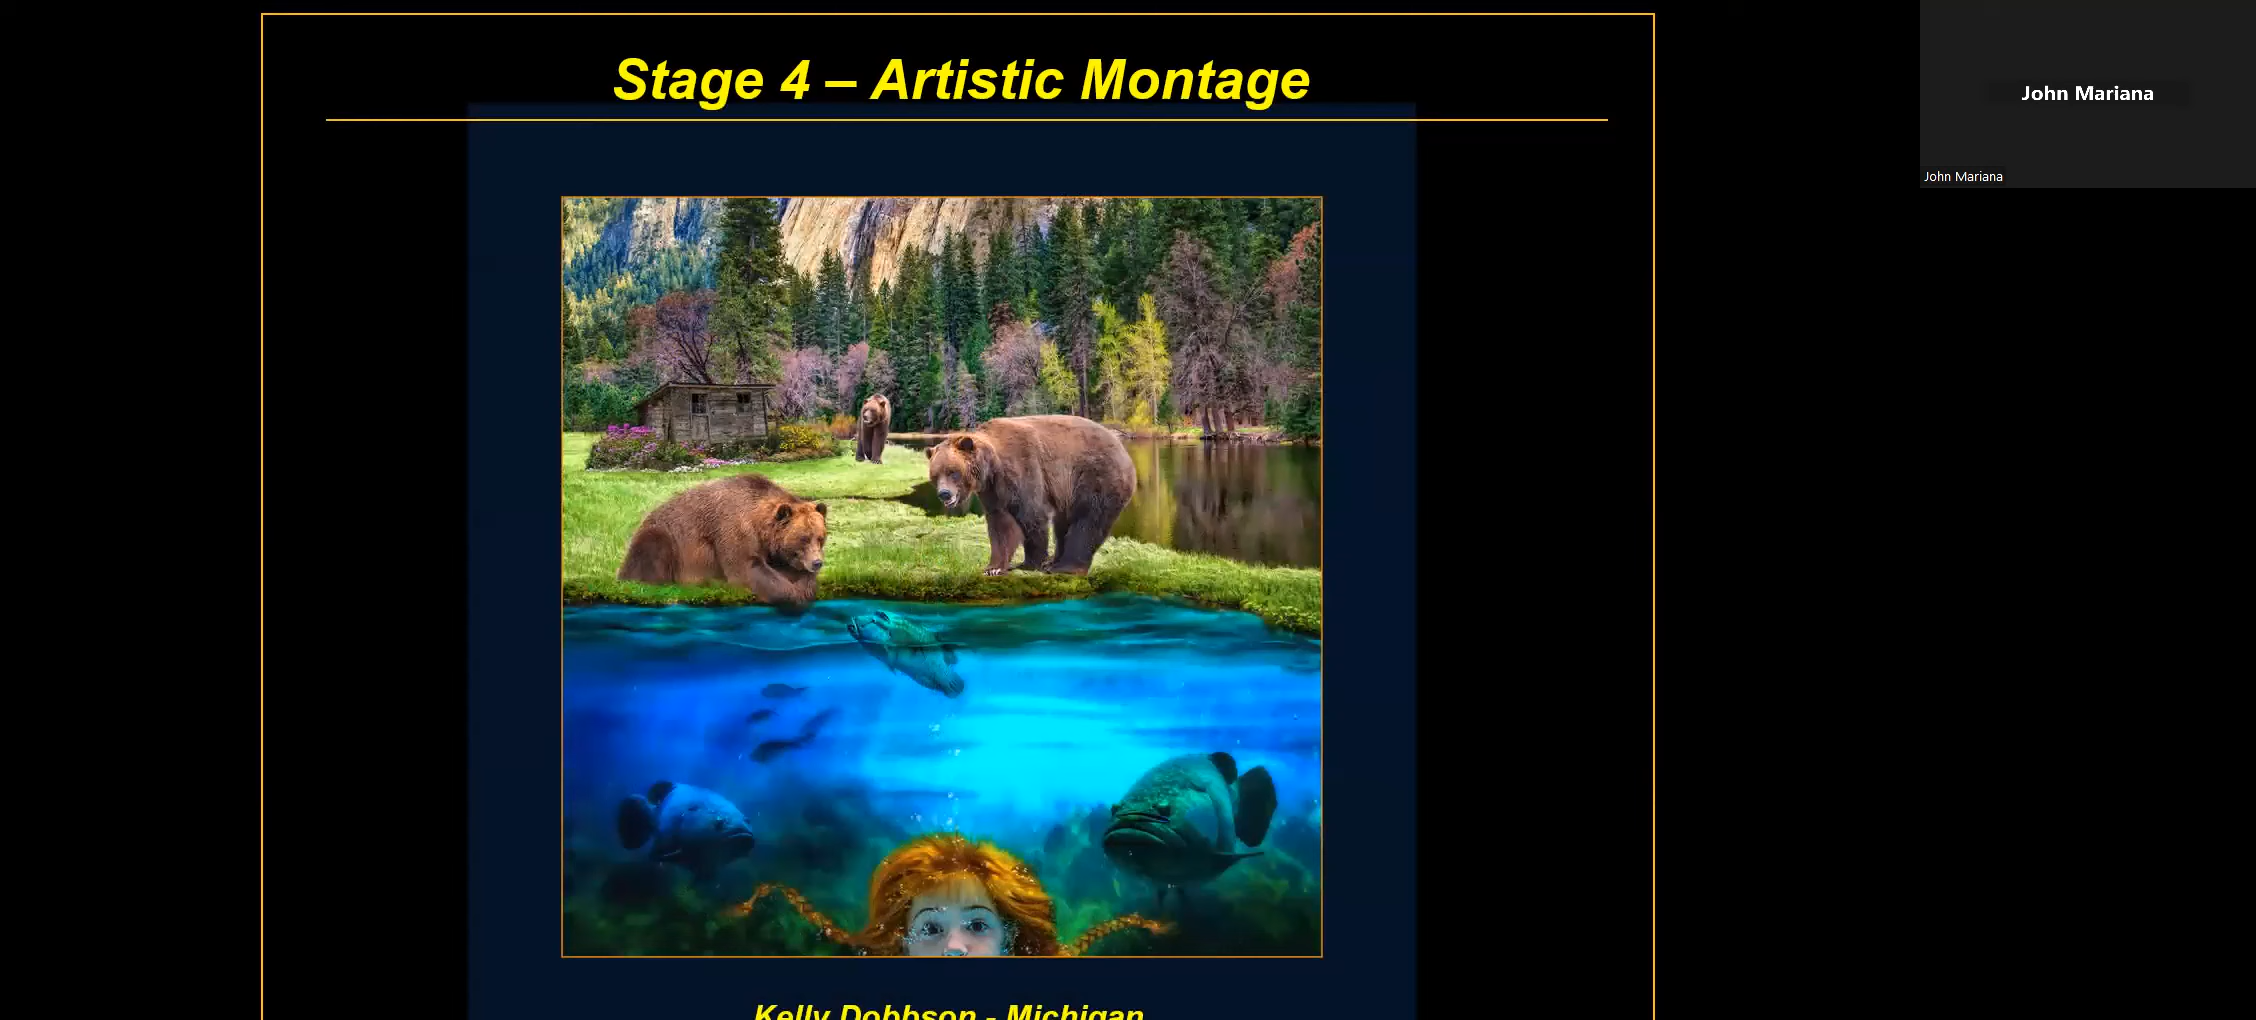 Stage 4 – Artistic Montage
John Mariana
John Mariana
Kelly Dobbson - Michigan